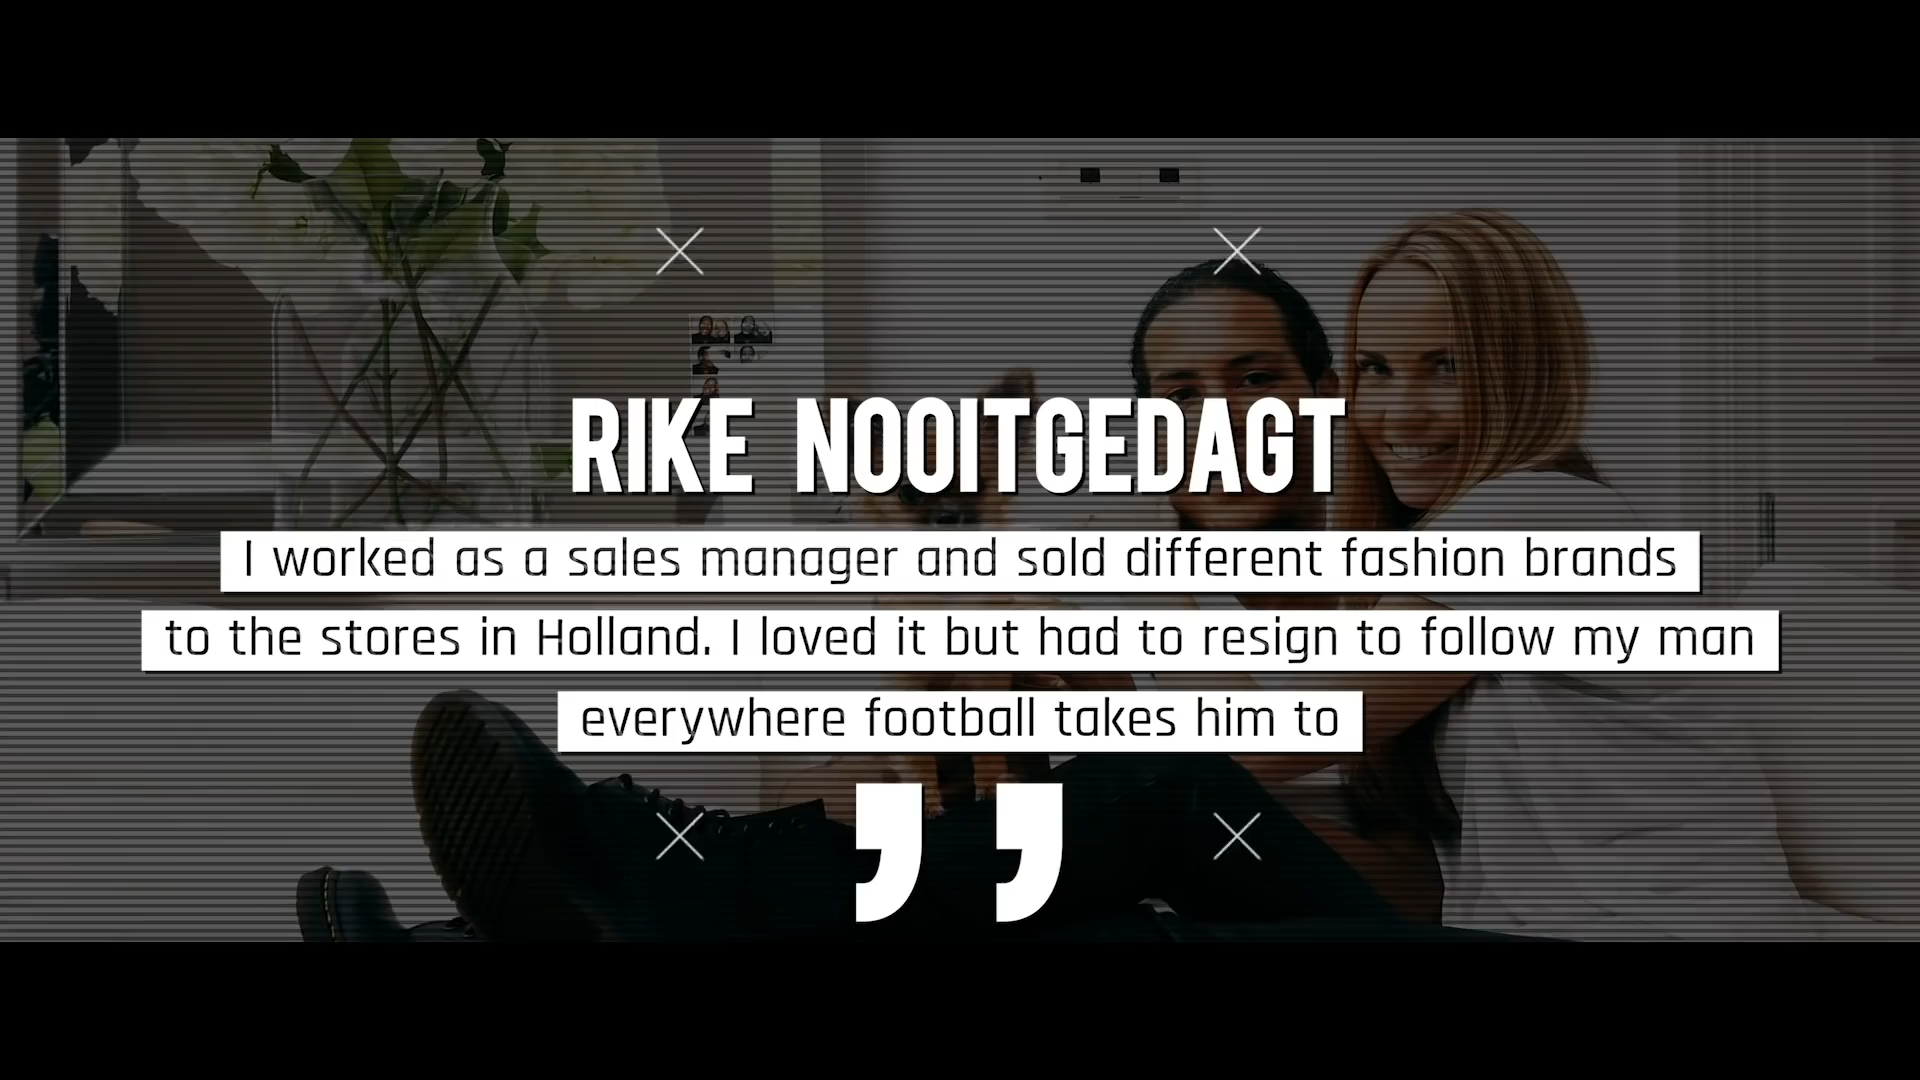 RIKE NOOITGEDAGT
I worked as a sales manager and sold different fashion brands
to the stores in Holland. I loved it but had to resign to follow my man
everywhere football takes him to
”